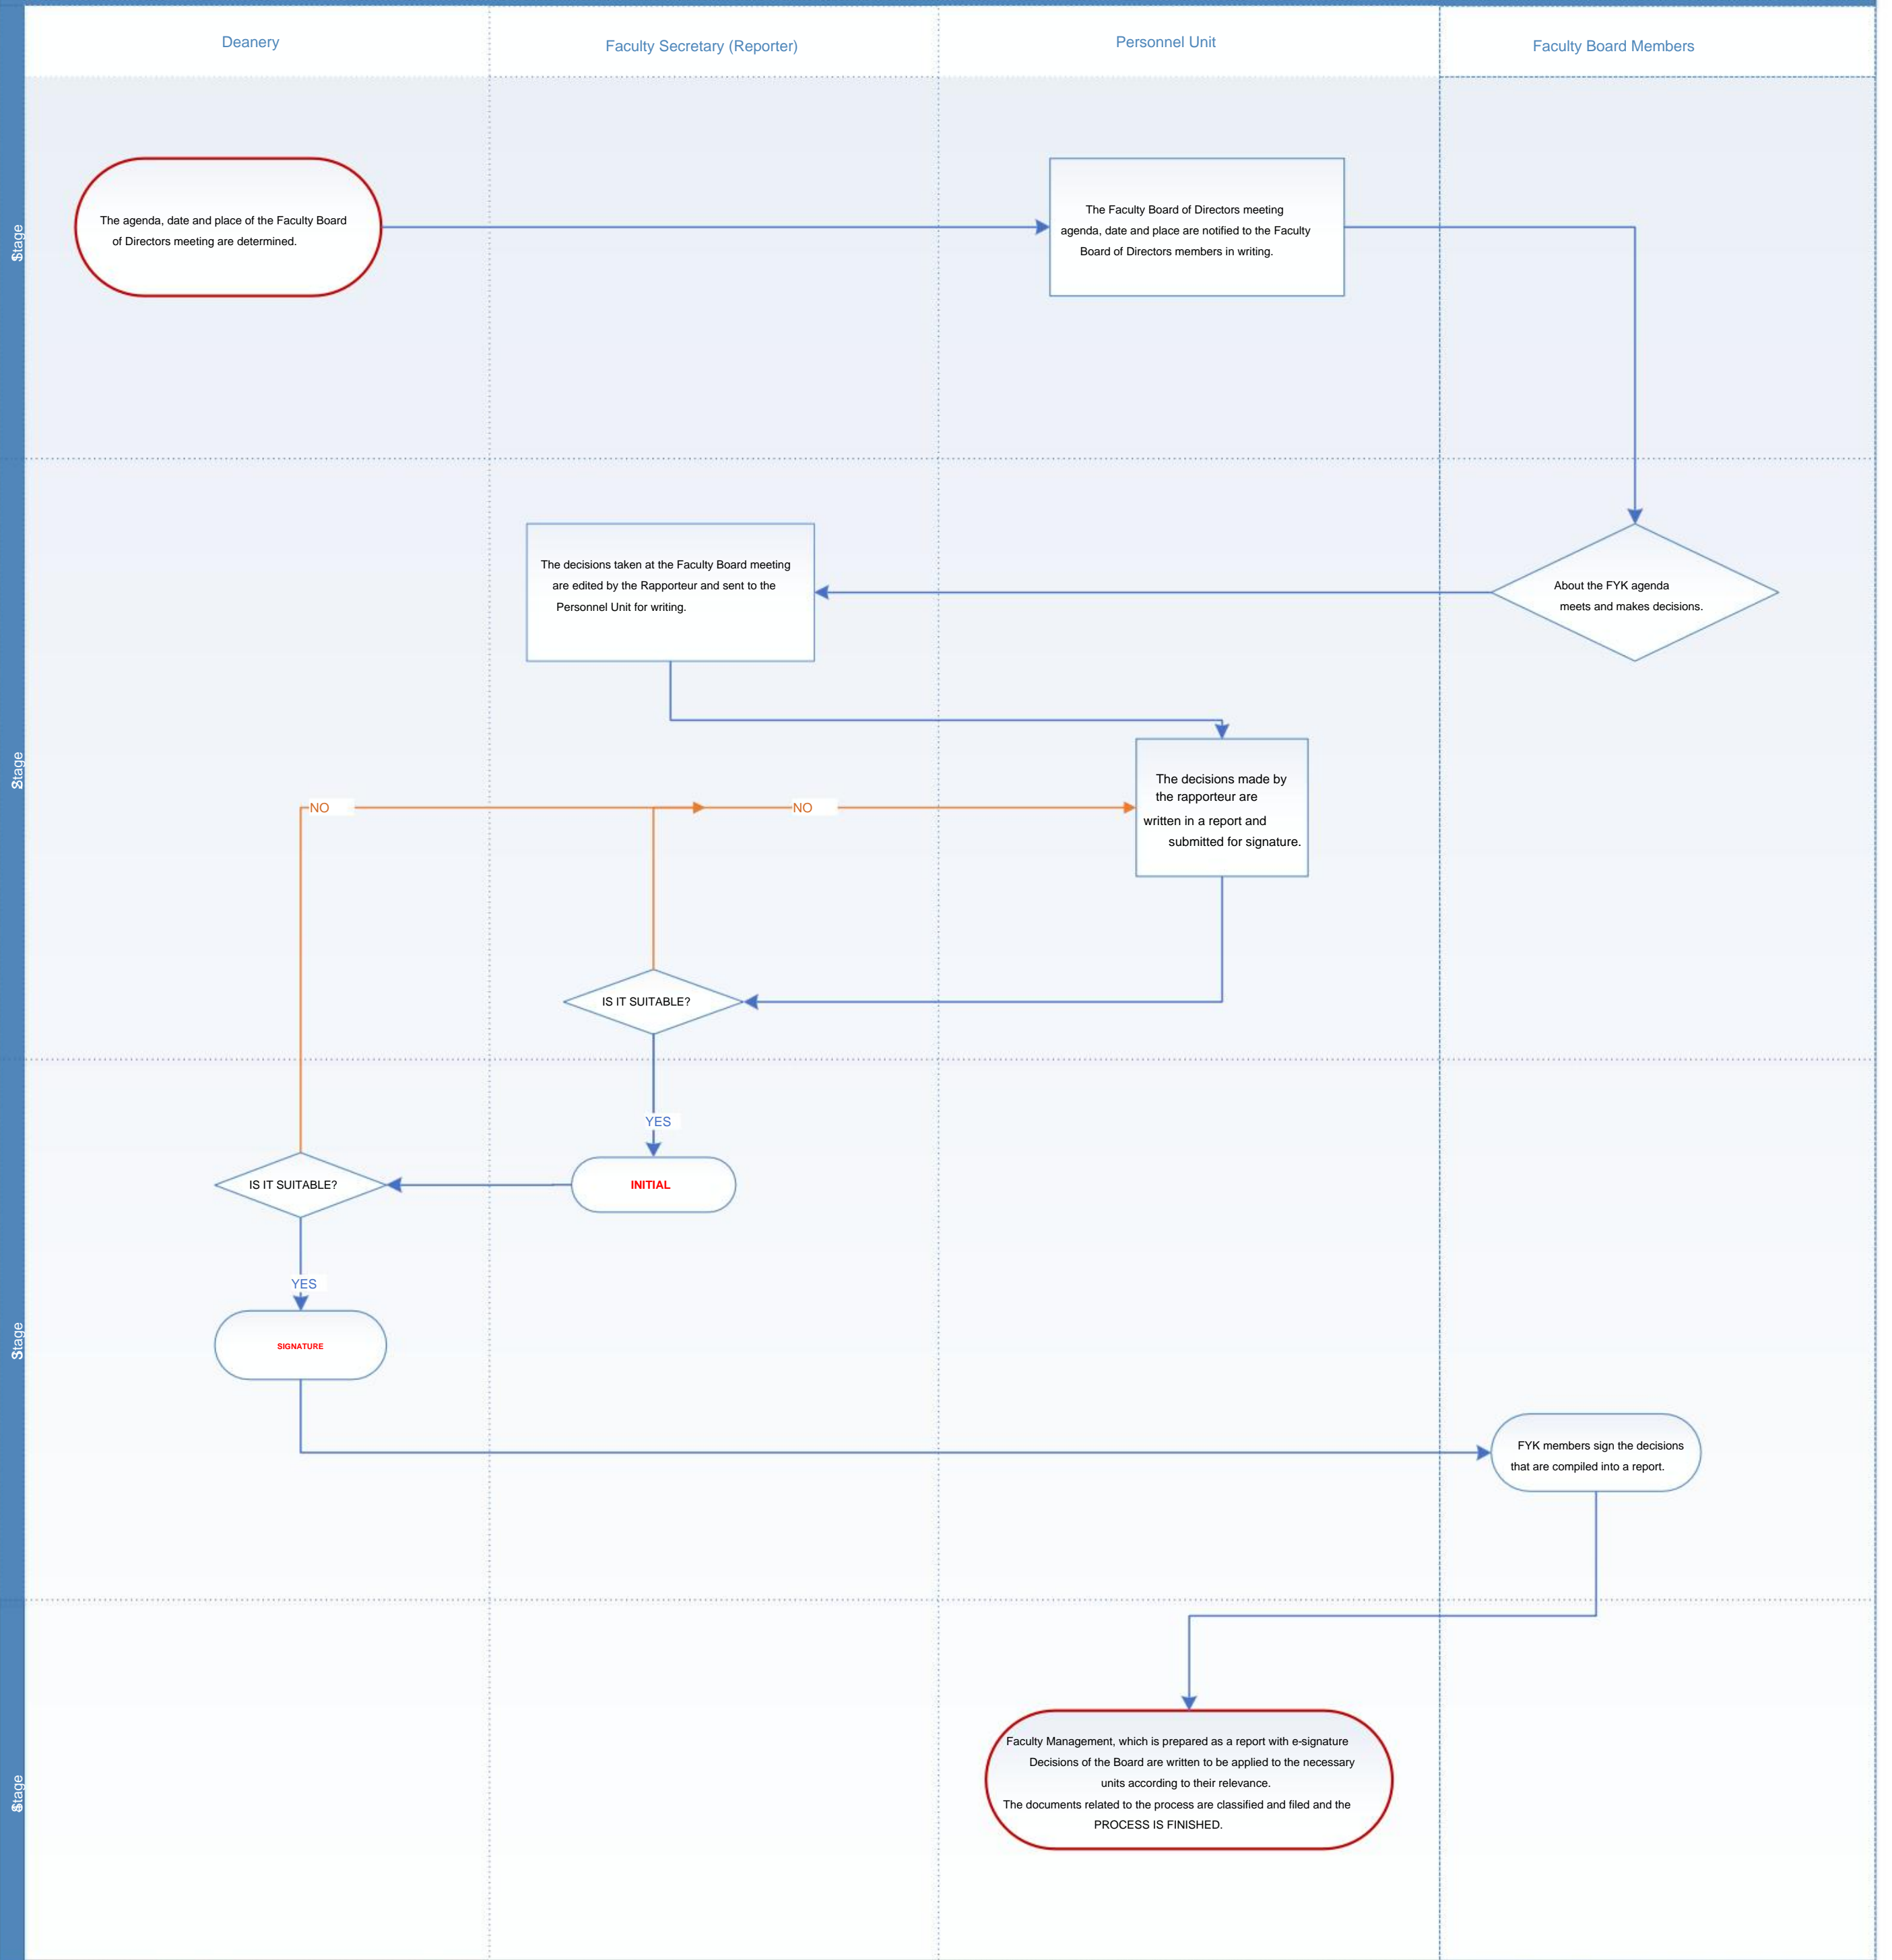 Deanery
Faculty Secretary (Reporter)
Personnel Unit
Faculty Board Members
Stage
The agenda, date and place of the Faculty Board
of Directors meeting are determined.
The Faculty Board of Directors meeting
agenda, date and place are notified to the Faculty
Board of Directors members in writing.
Stage
The decisions taken at the Faculty Board meeting
are edited by the Rapporteur and sent to the
Personnel Unit for writing.
About the FYK agenda
meets and makes decisions.
The decisions made by
the rapporteur are
written in a report and
submitted for signature.
NO
NO
IS IT SUITABLE?
YES
Stage
IS IT SUITABLE?
INITIAL
YES
SIGNATURE
FYK members sign the decisions
that are compiled into a report.
Stage
Faculty Management, which is prepared as a report with e-signature
Decisions of the Board are written to be applied to the necessary
units according to their relevance.
The documents related to the process are classified and filed and the
PROCESS IS FINISHED.